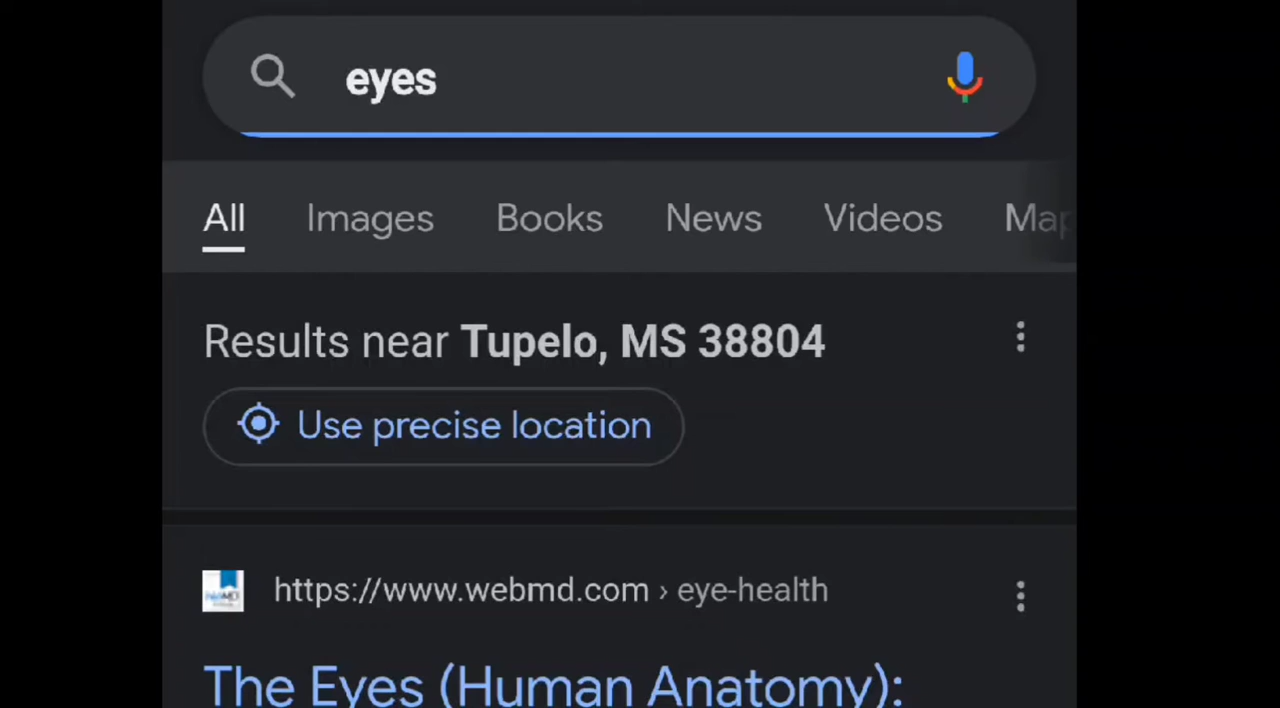 eyes
All Images Books News Videos Map
Results near Tupelo, MS 38804
Use precise location
https://www.webmd.com › eye-health
The Eyes (Human Anatomy):